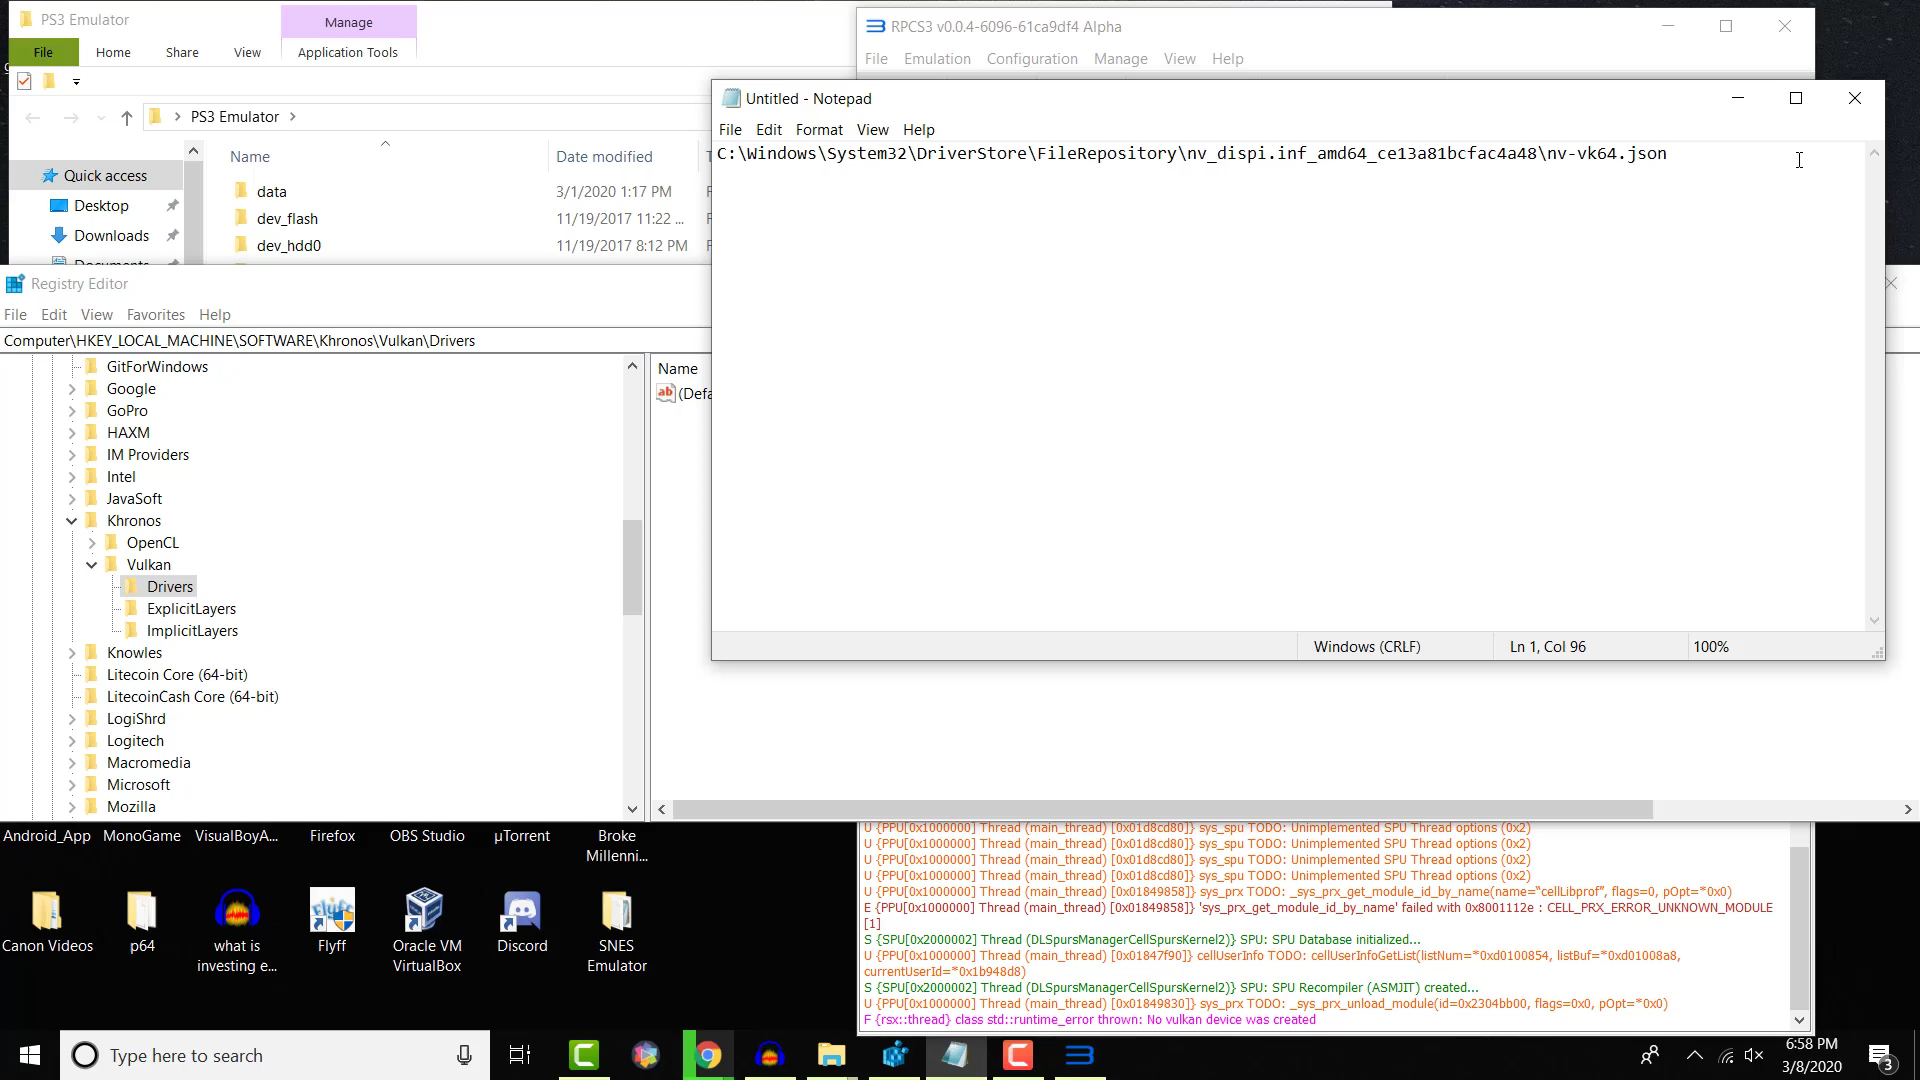 PS3 Emulator
Manage
File
Home
Share
View
Application Tools
PS3 Emulator
Name
Date modified
Quick access
Desktop
Downloads
data
3/1/2020 1:17 PM
dev_flash
11/19/2017 11:22 ...
dev_hdd0
11/19/2017 8:12 PM
RPCS3 v0.0.4-6096-61ca9df4 Alpha
File Emulation Configuration Manage View Help
Untitled - Notepad
File Edit Format View Help
C:\Windows\System32\DriverStore\FileRepository\nv_dispi.inf_amd64_ce13a81bcfac4a48\nv-vk64.json
Windows (CRLF)
Ln 1, Col 96
100%
Registry Editor
File Edit View Favorites Help
Computer\HKEY_LOCAL_MACHINE\SOFTWARE\Khronos\Vulkan\Drivers
GitForWindows
Google
GoPro
HAXM
IM Providers
Intel
JavaSoft
Khronos
OpenCL
Vulkan
Drivers
ExplicitLayers
ImplicitLayers
Knowles
Litecoin Core (64-bit)
LitecoinCash Core (64-bit)
LogiShrd
Logitech
Macromedia
Microsoft
Mozilla
Name
ab (Defa
Android_App
MonoGame
VisualBoyA...
Firefox
OBS Studio
µTorrent
Broke
Millenni...
Canon Videos
p64
what is
investing e...
Flyff
Oracle VM
VirtualBox
Discord
SNES
Emulator
U {PPU[0x1000000] Thread (main_thread) [0x01d8cd80]} sys_spu TODO: Unimplemented SPU Thread options (0x2)
U {PPU[0x1000000] Thread (main_thread) [0x01d8cd80]} sys_spu TODO: Unimplemented SPU Thread options (0x2)
U {PPU[0x1000000] Thread (main_thread) [0x01d8cd80]} sys_spu TODO: Unimplemented SPU Thread options (0x2)
U {PPU[0x1000000] Thread (main_thread) [0x01d8cd80]} sys_spu TODO: Unimplemented SPU Thread options (0x2)
U {PPU[0x1000000] Thread (main_thread) [0x01849858]} sys_prx TODO: _sys_prx_get_module_id_by_name(name=“cellLibprof”, flags=0, pOpt=*0x0)
E {PPU[0x1000000] Thread (main_thread) [0x01849858]} 'sys_prx_get_module_id_by_name' failed with 0x8001112e : CELL_PRX_ERROR_UNKNOWN_MODULE
[1]
S {SPU[0x2000002] Thread (DLSpursManagerCellSpursKernel2)} SPU: SPU Database initialized...
U {PPU[0x1000000] Thread (main_thread) [0x01847f90]} cellUserInfo TODO: cellUserInfoGetList(listNum=*0xd0100854, listBuf=*0xd01008a8,
currentUserId=*0x1b948d8)
S {SPU[0x2000002] Thread (DLSpursManagerCellSpursKernel2)} SPU: SPU Recompiler (ASMJIT) created...
U {PPU[0x1000000] Thread (main_thread) [0x01849830]} sys_prx TODO: _sys_prx_unload_module(id=0x2304bb00, flags=0x0, pOpt=*0x0)
F {rsx::thread} class std::runtime_error thrown: No vulkan device was created
Type here to search
6:58 PM
3/8/2020
3